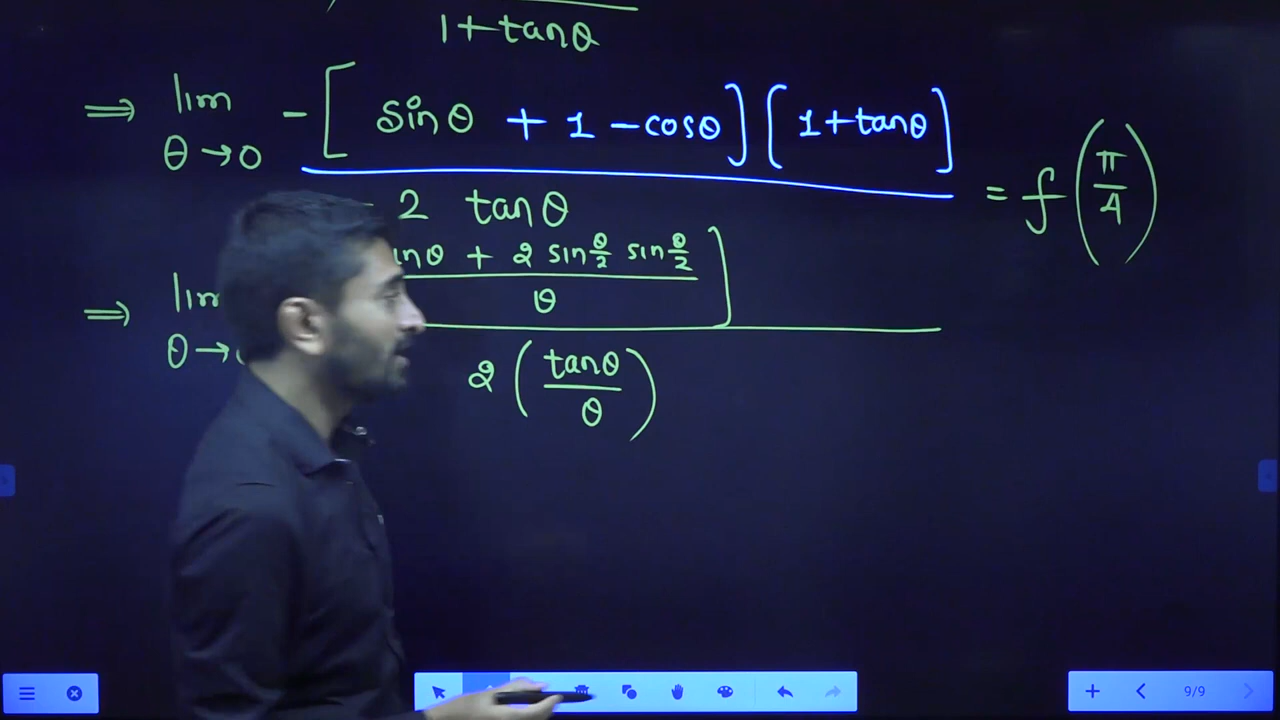 1+tanθ
⇒ lim θ→0 -[sinθ + 1 - cosθ][1+tanθ]
2 tanθ
= f(π/4)
⇒ θ→ + 2 sin θ/2 sin θ/2 ]
θ
2 (tanθ/θ)
9/9